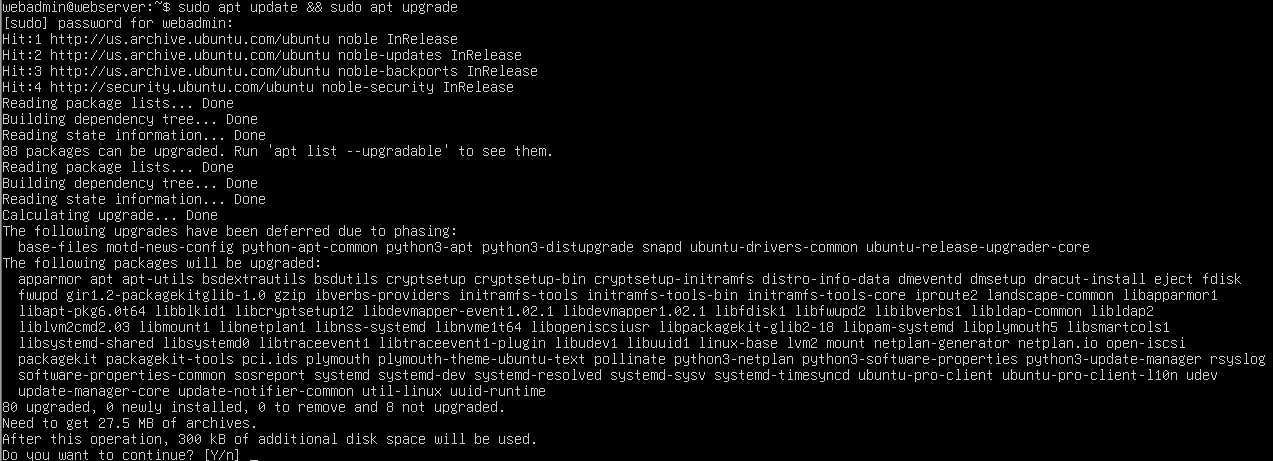 webadmin@webserver:~$ sudo apt update && sudo apt upgrade
[sudo] password for webadmin:
Hit:1 http://us.archive.ubuntu.com/ubuntu noble InRelease
Hit:2 http://us.archive.ubuntu.com/ubuntu noble-updates InRelease
Hit:3 http://us.archive.ubuntu.com/ubuntu noble-backports InRelease
Hit:4 http://security.ubuntu.com/ubuntu noble-security InRelease
Reading package lists... Done
Building dependency tree... Done
Reading state information... Done
88 packages can be upgraded. Run 'apt list --upgradable' to see them.
Reading package lists... Done
Building dependency tree... Done
Reading state information... Done
Calculating upgrade... Done
The following upgrades have been deferred due to phasing:
  base-files motd-news-config python-apt-common python3-apt python3-distupgrade snapd ubuntu-drivers-common ubuntu-release-upgrader-core
The following packages will be upgraded:
  apparmor apt apt-utils bsdextrautils bsdutils cryptsetup cryptsetup-bin cryptsetup-initramfs distro-info-data dmeventd dmsetup dracut-install eject fdisk
  fwupd gir1.2-packagekitglib-1.0 gzip ibverbs-providers initramfs-tools initramfs-tools-bin initramfs-tools-core iproute2 landscape-common libapparmor1
  libapt-pkg6.0t64 libblkid1 libcryptsetup12 libdevmapper-event1.02.1 libdevmapper1.02.1 libfdisk1 libfwupd2 libibverbs1 libldap-common libldap2
  liblvm2cmd2.03 libmount1 libnetplan1 libnss-systemd libnvme1t64 libopeniscsiusr libpackagekit-glib2-18 libpam-systemd libplymouth5 libsmartcols1
  libsystemd-shared libsystemd0 libtraceevent1 libtraceevent1-plugin libudev1 libuuid1 linux-base lvm2 mount netplan-generator netplan.io open-iscsi
  packagekit packagekit-tools pci.ids plymouth plymouth-theme-ubuntu-text pollinate python3-netplan python3-software-properties python3-update-manager rsyslog
  software-properties-common sosreport systemd systemd-dev systemd-resolved systemd-sysv systemd-timesyncd ubuntu-pro-client ubuntu-pro-client-l10n udev
  update-manager-core update-notifier-common util-linux uuid-runtime
80 upgraded, 0 newly installed, 0 to remove and 8 not upgraded.
Need to get 27.5 MB of archives.
After this operation, 300 kB of additional disk space will be used.
Do you want to continue? [Y/n] _